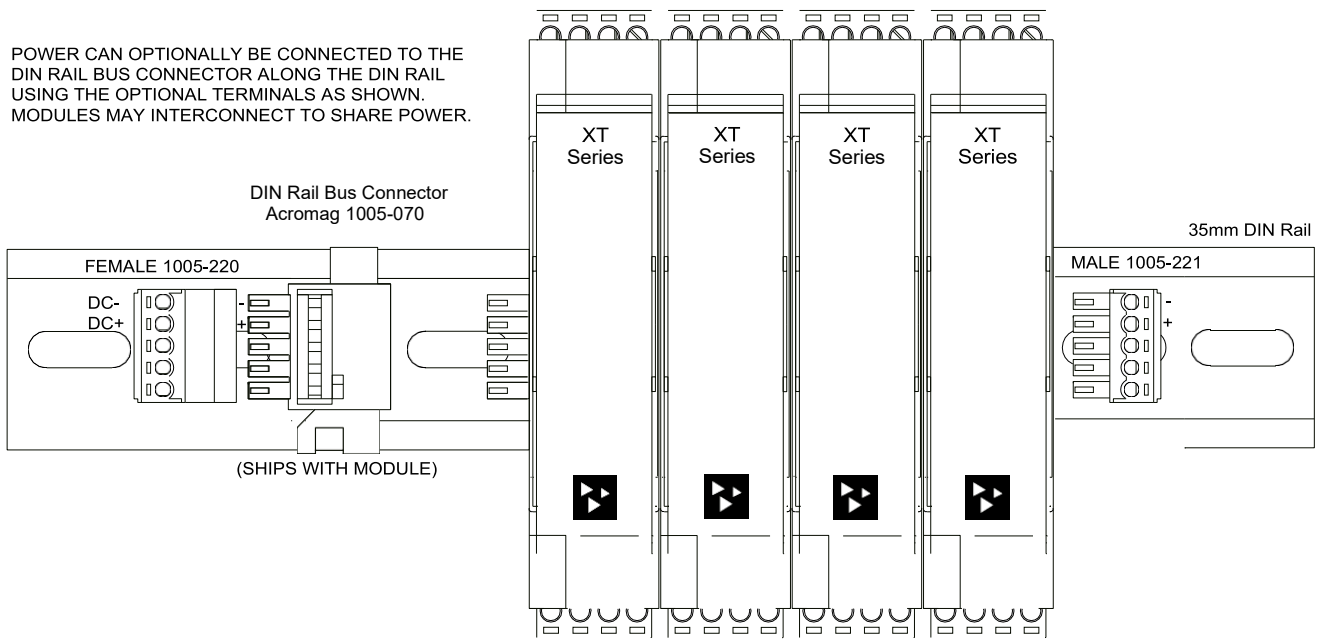 POWER CAN OPTIONALLY BE CONNECTED TO THE
DIN RAIL BUS CONNECTOR ALONG THE DIN RAIL
USING THE OPTIONAL TERMINALS AS SHOWN.
MODULES MAY INTERCONNECT TO SHARE POWER.
XT
Series
XT
Series
XT
Series
XT
Series
DIN Rail Bus Connector
Acromag 1005-070
35mm DIN Rail
FEMALE 1005-220
MALE 1005-221
DC-
DC+
-
+
-
+
(SHIPS WITH MODULE)